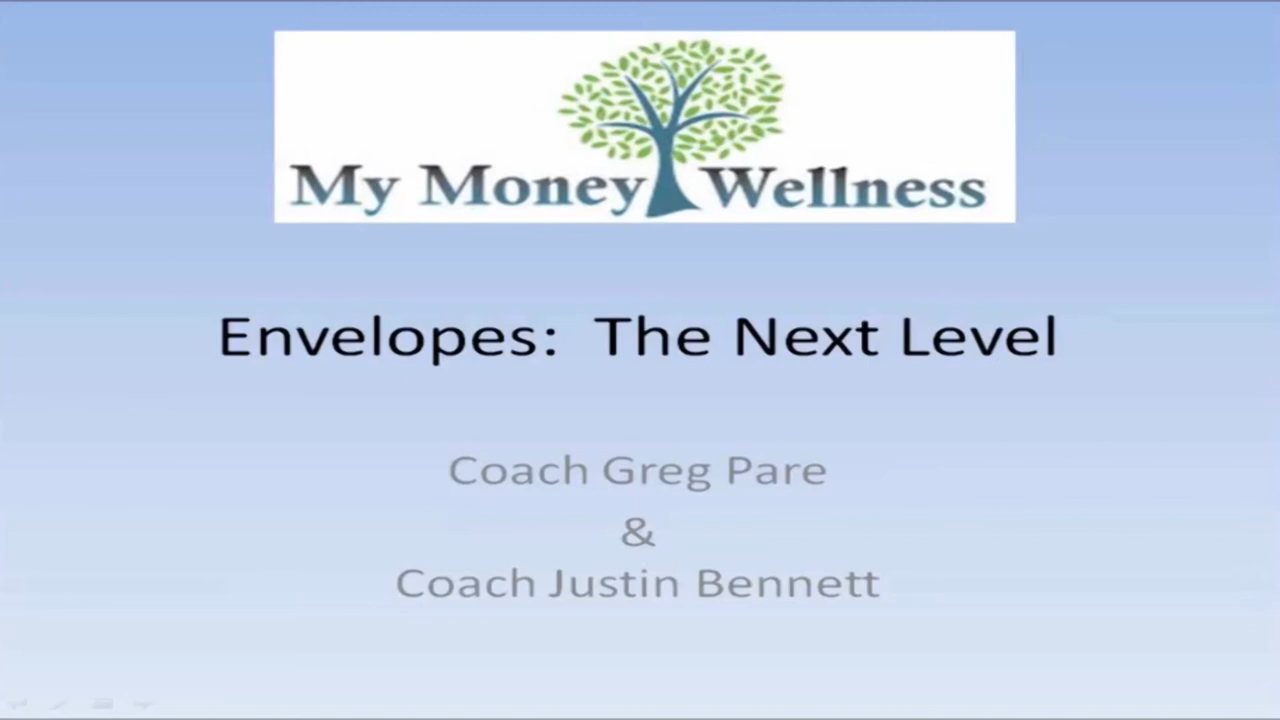 My Money Wellness
Envelopes: The Next Level
Coach Greg Pare
&
Coach Justin Bennett